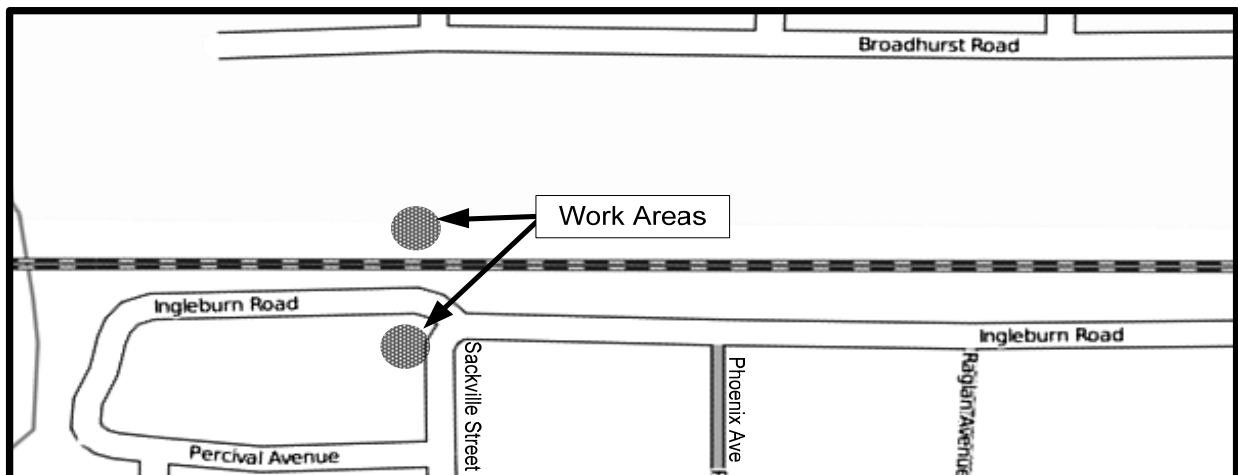 Broadhurst Road
Work Areas
Ingleburn Road
Ingleburn Road
Sackville Street
Phoenix Ave
Raglan Avenue
Percival Avenue